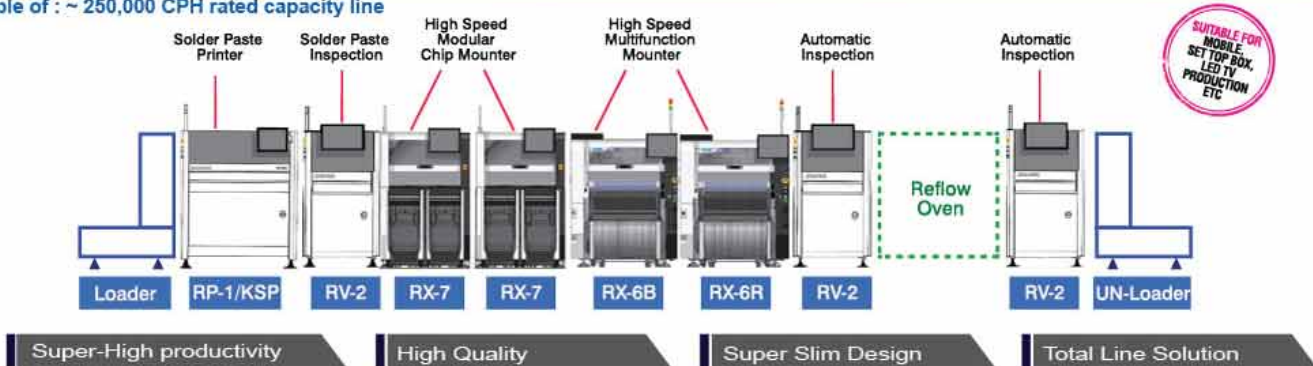 ble of : ~ 250,000 CPH rated capacity line
Solder Paste
Printer
Solder Paste
Inspection
High Speed
Modular
Chip Mounter
High Speed
Multifunction
Mounter
Automatic
Inspection
Automatic
Inspection
SUITABLE FOR
MOBILE,
SET TOP BOX,
LED TV
PRODUCTION
ETC
Reflow
Oven
Loader
RP-1/KSP
RV-2
RX-7
RX-7
RX-6B
RX-6R
RV-2
RV-2
UN-Loader
Super-High productivity
High Quality
Super Slim Design
Total Line Solution